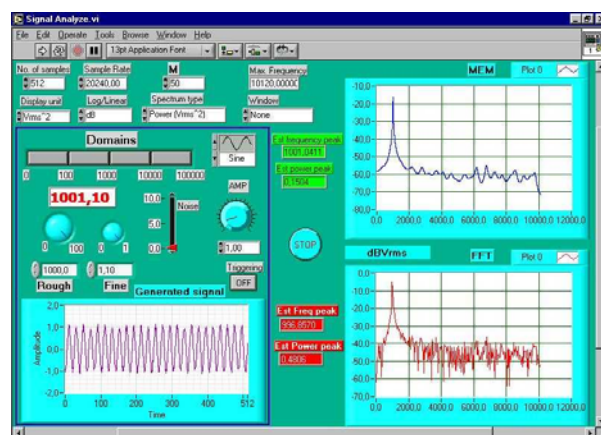 Signal Analyze.vi
File Edit Operate Tools Browse Window Help
13pt Application Font
No. of samples Sample Rate M Max. Frequency
512 20240,00 50 10120,00000
Display unit Log/Linear Spectrum type Window
Vrms^2 dB Power (Vrms^2) None
Domains
0 100 1000 10000 100000
Sine
1001,10
10.0-
Noise
5.0-
0.0-
AMP
0 100 0 1
1,00
1000,0 1,10
Rough Fine
Triggering
OFF
Generated signal
2.0-
1.0-
0.0-
-1.0-
-2.0-
Amplitude
0 100 200 300 400 512
Time
Est frequency peak
1001,0411
Est power peak
0,1504
STOP
Est Freq peak
996,8570
Est Power peak
0,4806
MEM Plot 0
-10,0-
-20,0-
-30,0-
-40,0-
-50,0-
-60,0-
-70,0-
-80,0-
0,0 2000,0 4000,0 6000,0 8000,0 10000,0 12000,0
dBVrms FFT Plot 0
0,0-
-10,0-
-20,0-
-30,0-
-40,0-
-50,0-
-60,0-
-70,0-
0,0 2000,0 4000,0 6000,0 8000,0 10000,0 12000,0